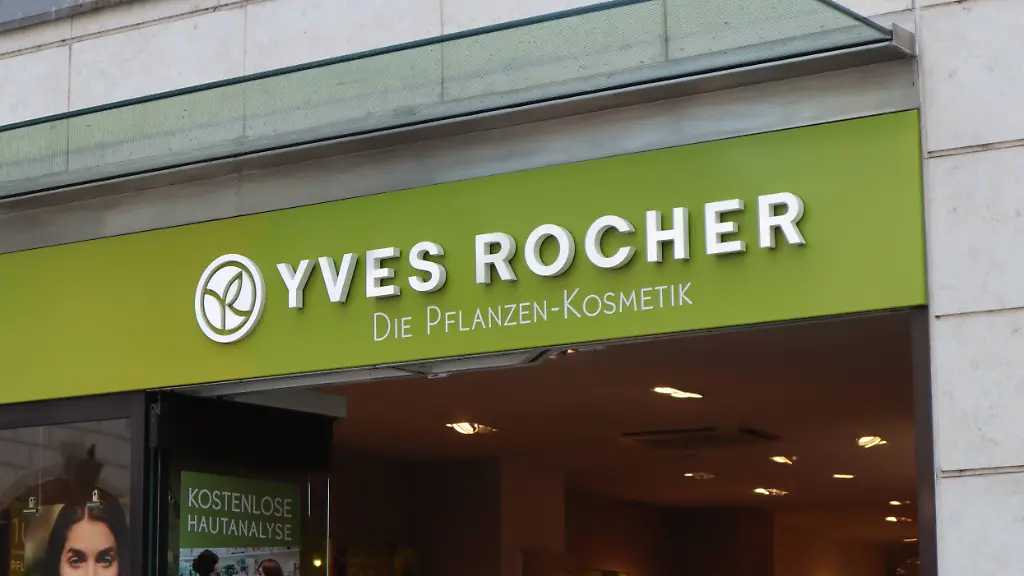 YVES ROCHER
DIE PFLANZEN-KOSMETIK
KOSTENLOSE
HAUTANALYSE